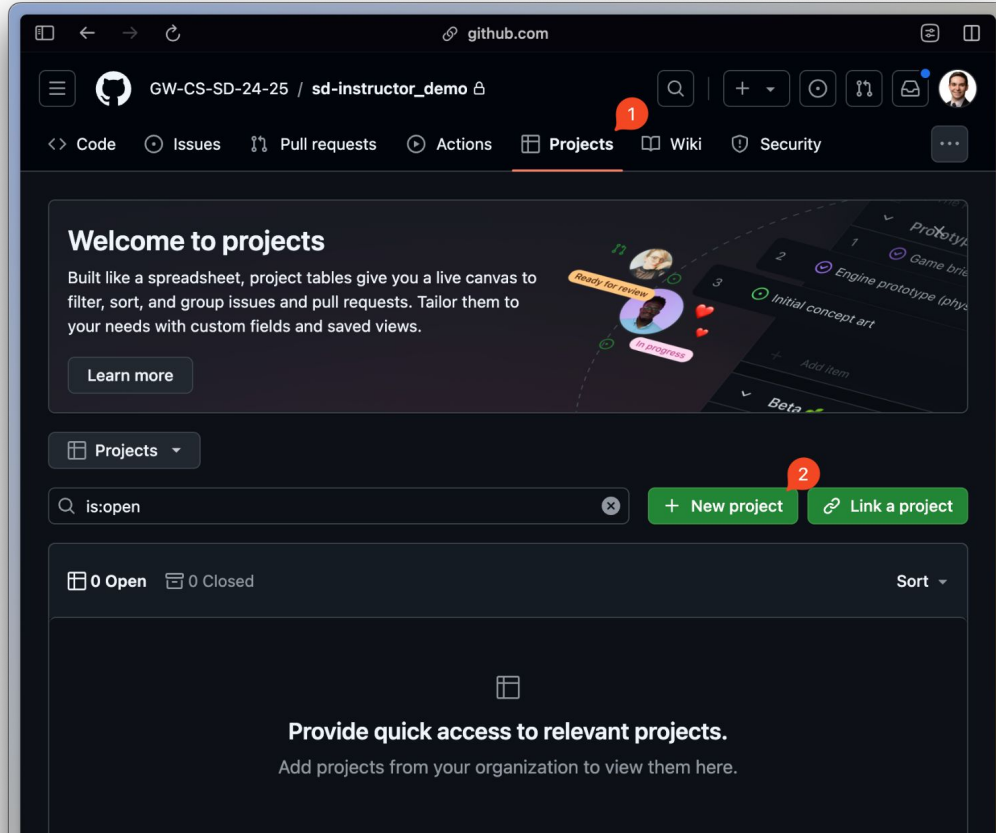 github.com
GW-CS-SD-24-25 / sd-instructor_demo
1
Code Issues Pull requests Actions Projects Wiki Security
Welcome to projects
Built like a spreadsheet, project tables give you a live canvas to
filter, sort, and group issues and pull requests. Tailor them to
your needs with custom fields and saved views.
Learn more
Ready for review
In progress
1 Game
2 Engine prototype
3 Initial concept art
+ Add item
Beta
Projects
2
is:open
+ New project
Link a project
0 Open 0 Closed
Sort
Provide quick access to relevant projects.
Add projects from your organization to view them here.